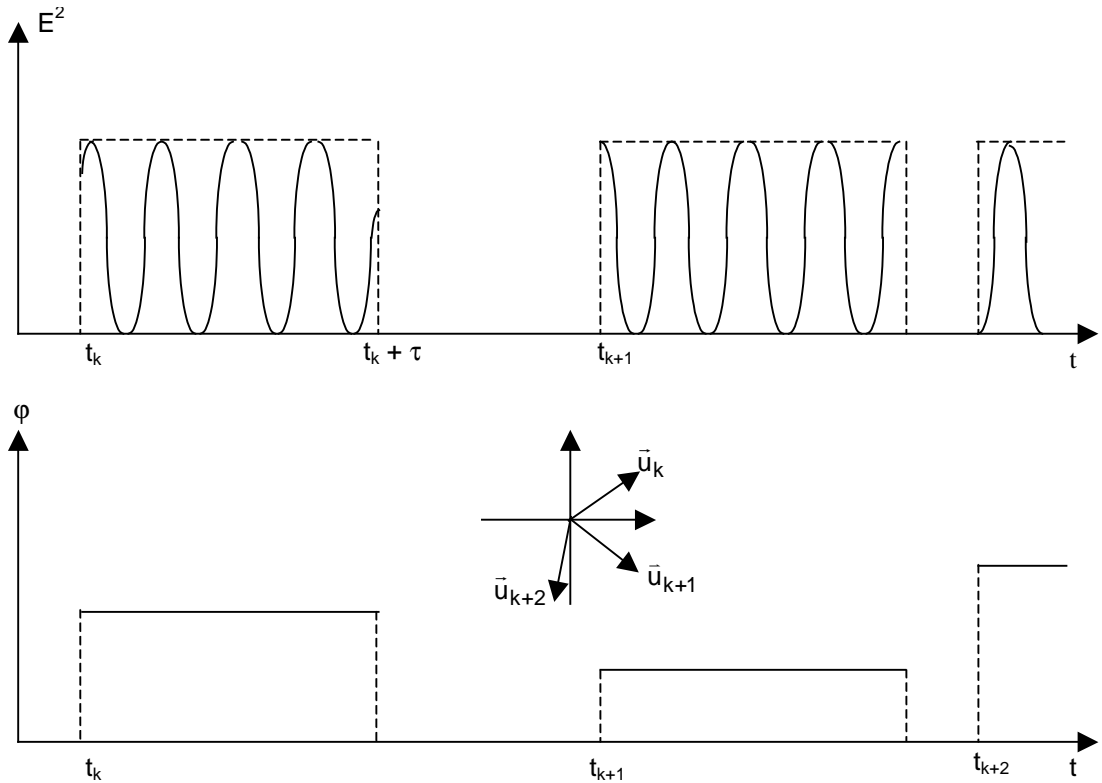 E²
tₖ
tₖ + τ
tₖ₊₁
t
φ
u⃗ₖ
u⃗ₖ₊₁
u⃗ₖ₊₂
tₖ
tₖ₊₁
tₖ₊₂
t